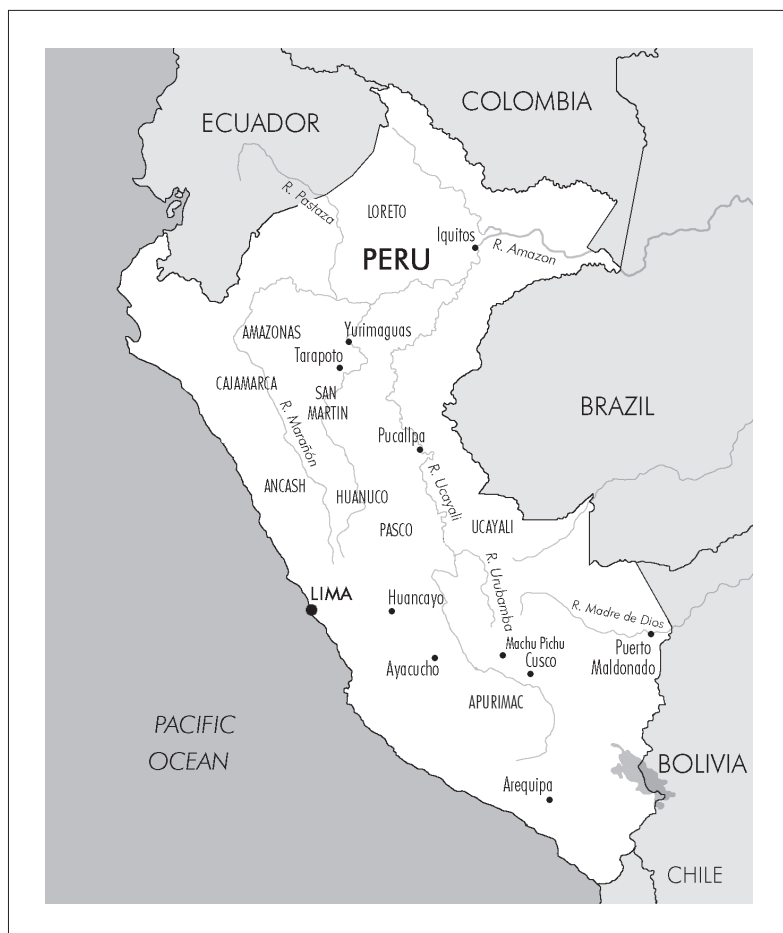 COLOMBIA
ECUADOR
R. Pastaza
LORETO
Iquitos
R. Amazon
PERU
AMAZONAS
Yurimaguas
Tarapoto
CAJAMARCA
SAN
MARTIN
BRAZIL
R. Marañón
Pucallpa
R. Ucayali
ANCASH
HUANUCO
PASCO
UCAYALI
R. Urubamba
LIMA
Huancayo
R. Madre de Dios
Machu Pichu
Cusco
Puerto
Maldonado
Ayacucho
APURIMAC
PACIFIC
OCEAN
BOLIVIA
Arequipa
CHILE